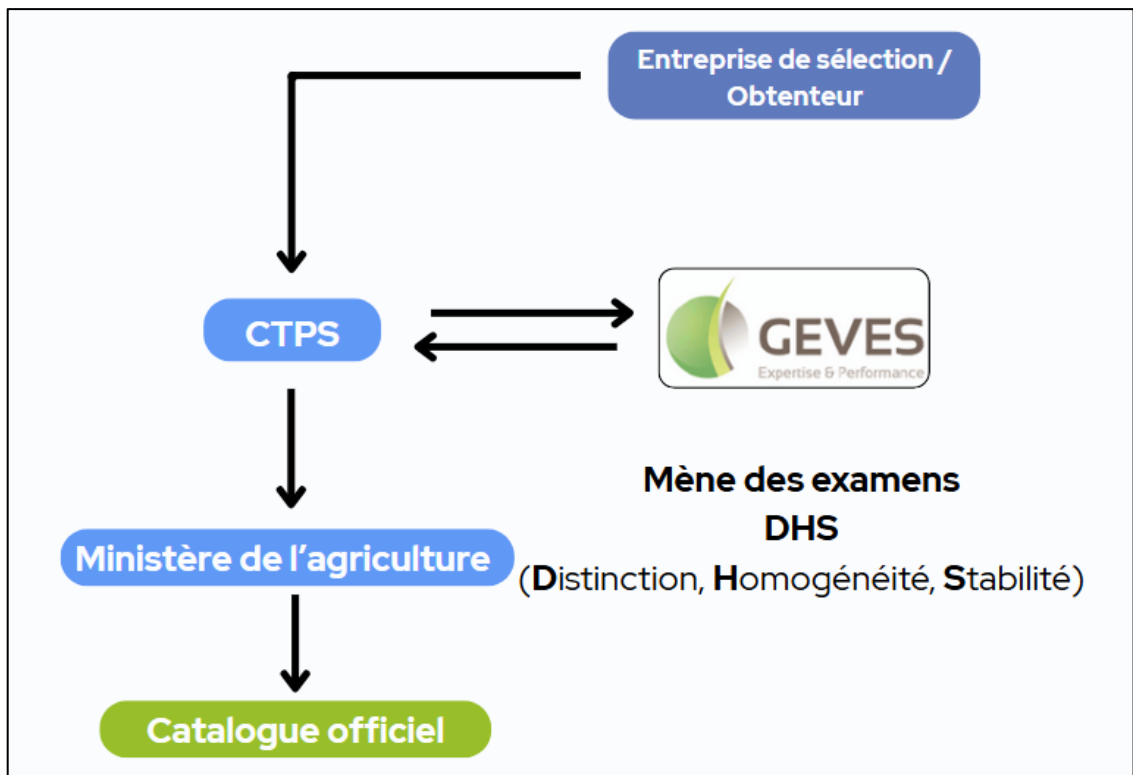 Entreprise de sélection /
Obtenteur
CTPS
GEVES
Expertise & Performance
Mène des examens
DHS
(Distinction, Homogénéité, Stabilité)
Ministère de l'agriculture
Catalogue officiel